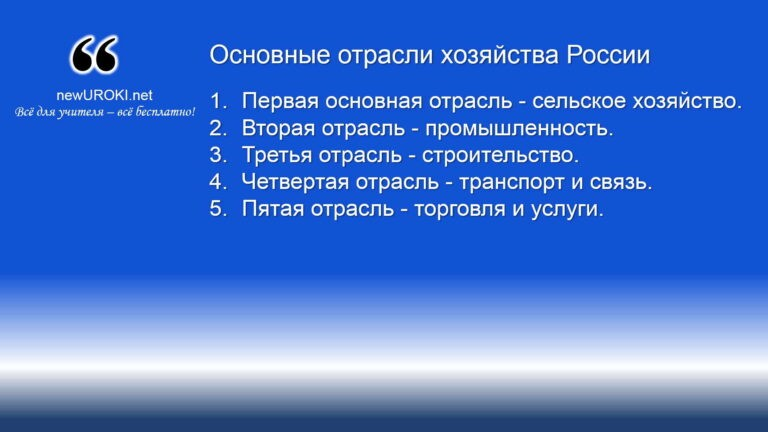 Основные отрасли хозяйства России
newUROKI.net
Всё для учителя – всё бесплатно!
1. Первая основная отрасль - сельское хозяйство.
2. Вторая отрасль - промышленность.
3. Третья отрасль - строительство.
4. Четвертая отрасль - транспорт и связь.
5. Пятая отрасль - торговля и услуги.